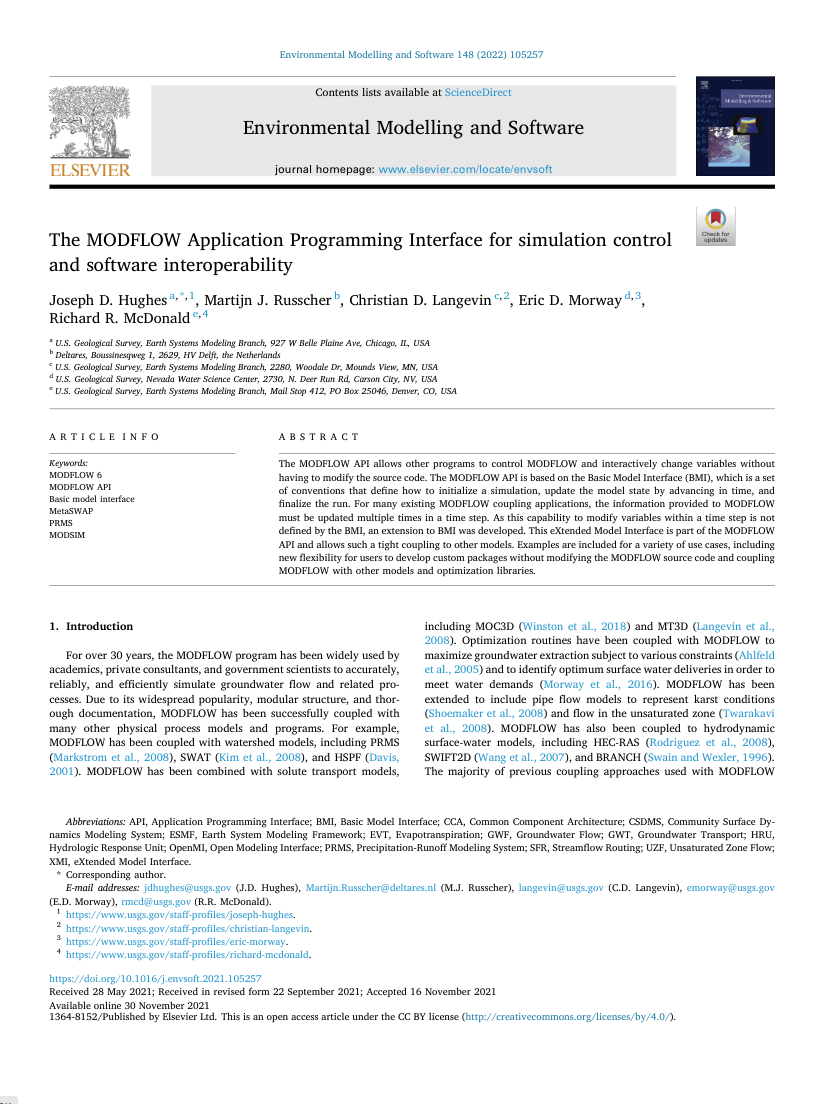 Environmental Modelling and Software 148 (2022) 105257
Contents lists available at ScienceDirect
Environmental Modelling and Software
journal homepage: www.elsevier.com/locate/envsoft
ELSEVIER
Environmental
Modelling & Software
Check for
updates
The MODFLOW Application Programming Interface for simulation control
and software interoperability
Joseph D. Hughes a,*,1, Martijn J. Russcher b, Christian D. Langevin c,2, Eric D. Morway d,3,
Richard R. McDonald e,4
a U.S. Geological Survey, Earth Systems Modeling Branch, 927 W Belle Plaine Ave, Chicago, IL, USA
b Deltares, Boussinesqweg 1, 2629, HV Delft, the Netherlands
c U.S. Geological Survey, Earth Systems Modeling Branch, 2280, Woodale Dr, Mounds View, MN, USA
d U.S. Geological Survey, Nevada Water Science Center, 2730, N. Deer Run Rd, Carson City, NV, USA
e U.S. Geological Survey, Earth Systems Modeling Branch, Mail Stop 412, PO Box 25046, Denver, CO, USA
ARTICLE INFO
Keywords:
MODFLOW 6
MODFLOW API
Basic model interface
MetaSWAP
PRMS
MODSIM
ABSTRACT
The MODFLOW API allows other programs to control MODFLOW and interactively change variables without
having to modify the source code. The MODFLOW API is based on the Basic Model Interface (BMI), which is a set
of conventions that define how to initialize a simulation, update the model state by advancing in time, and
finalize the run. For many existing MODFLOW coupling applications, the information provided to MODFLOW
must be updated multiple times in a time step. As this capability to modify variables within a time step is not
defined by the BMI, an extension to BMI was developed. This eXtended Model Interface is part of the MODFLOW
API and allows such a tight coupling to other models. Examples are included for a variety of use cases, including
new flexibility for users to develop custom packages without modifying the MODFLOW source code and coupling
MODFLOW with other models and optimization libraries.
1. Introduction
For over 30 years, the MODFLOW program has been widely used by
academics, private consultants, and government scientists to accurately,
reliably, and efficiently simulate groundwater flow and related pro-
cesses. Due to its widespread popularity, modular structure, and thor-
ough documentation, MODFLOW has been successfully coupled with
many other physical process models and programs. For example,
MODFLOW has been coupled with watershed models, including PRMS
(Markstrom et al., 2008), SWAT (Kim et al., 2008), and HSPF (Davis,
2001). MODFLOW has been combined with solute transport models,
including MOC3D (Winston et al., 2018) and MT3D (Langevin et al.,
2008). Optimization routines have been coupled with MODFLOW to
maximize groundwater extraction subject to various constraints (Ahlfeld
et al., 2005) and to identify optimum surface water deliveries in order to
meet water demands (Morway et al., 2016). MODFLOW has been
extended to include pipe flow models to represent karst conditions
(Shoemaker et al., 2008) and flow in the unsaturated zone (Twarakavi
et al., 2008). MODFLOW has also been coupled to hydrodynamic
surface-water models, including HEC-RAS (Rodriguez et al., 2008),
SWIFT2D (Wang et al., 2007), and BRANCH (Swain and Wexler, 1996).
The majority of previous coupling approaches used with MODFLOW
Abbreviations: API, Application Programming Interface; BMI, Basic Model Interface; CCA, Common Component Architecture; CSDMS, Community Surface Dy-
namics Modeling System; ESMF, Earth System Modeling Framework; EVT, Evapotranspiration; GWF, Groundwater Flow; GWT, Groundwater Transport; HRU,
Hydrologic Response Unit; OpenMI, Open Modeling Interface; PRMS, Precipitation-Runoff Modeling System; SFR, Streamflow Routing; UZF, Unsaturated Zone Flow;
XMI, eXtended Model Interface.
* Corresponding author.
E-mail addresses: jdhughes@usgs.gov (J.D. Hughes), Martijn.Russcher@deltares.nl (M.J. Russcher), langevin@usgs.gov (C.D. Langevin), emorway@usgs.gov
(E.D. Morway), rmcd@usgs.gov (R.R. McDonald).
1 https://www.usgs.gov/staff-profiles/joseph-hughes.
2 https://www.usgs.gov/staff-profiles/christian-langevin.
3 https://www.usgs.gov/staff-profiles/eric-morway.
4 https://www.usgs.gov/staff-profiles/richard-mcdonald.
https://doi.org/10.1016/j.envsoft.2021.105257
Received 28 May 2021; Received in revised form 22 September 2021; Accepted 16 November 2021
Available online 30 November 2021
1364-8152/Published by Elsevier Ltd. This is an open access article under the CC BY license (http://creativecommons.org/licenses/by/4.0/).